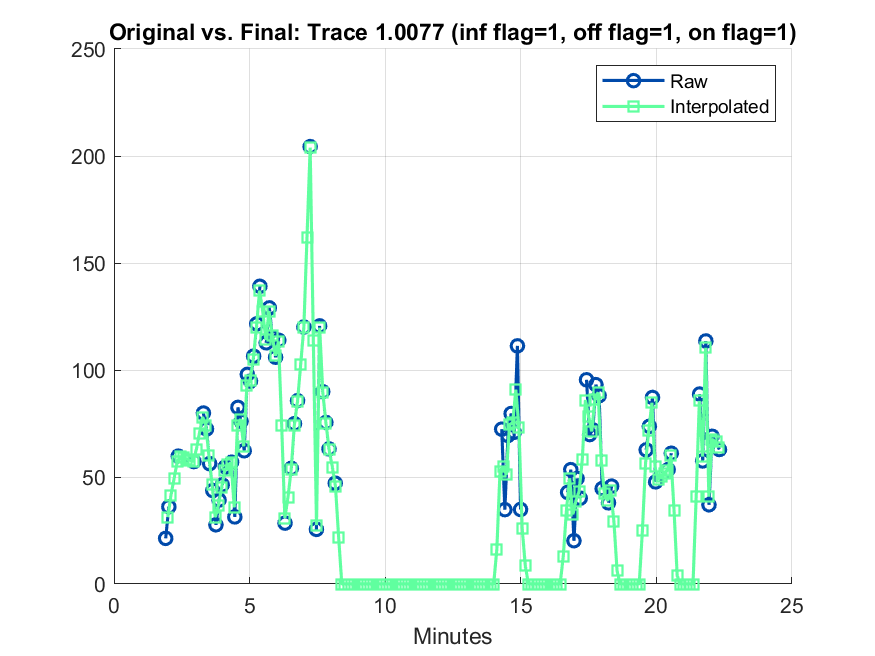 Original vs. Final: Trace 1.0077 (inf flag=1, off flag=1, on flag=1)
250
200
150
100
50
0
Raw
Interpolated
0 5 10 15 20 25
Minutes